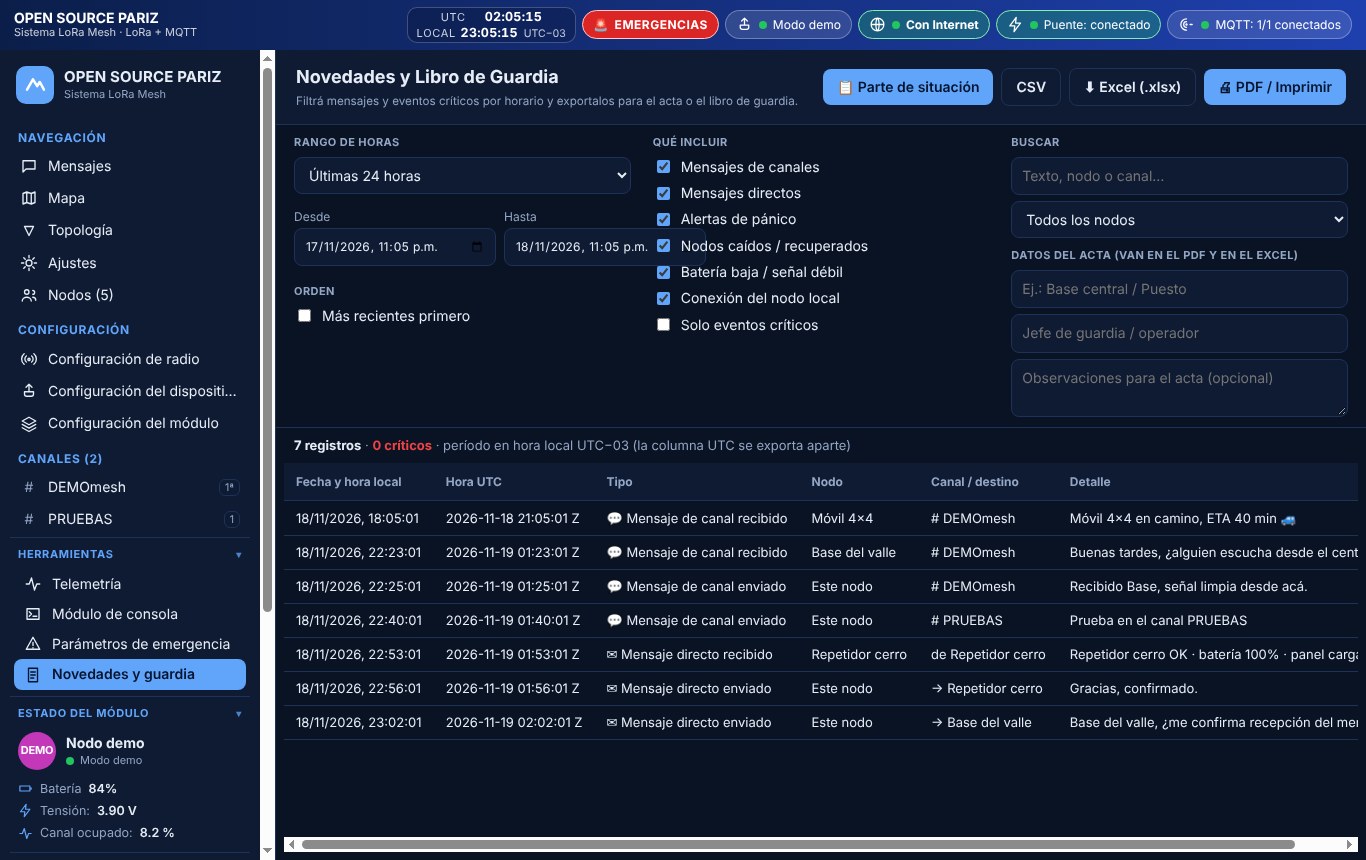 OPEN SOURCE PARIZ
Sistema LoRa Mesh · LoRa + MQTT
UTC 02:05:15
LOCAL 23:05:15 UTC−03
🚨 EMERGENCIAS
Modo demo
Con Internet
Puente: conectado
MQTT: 1/1 conectados
OPEN SOURCE PARIZ
Sistema LoRa Mesh
NAVEGACIÓN
Mensajes
Mapa
Topología
Ajustes
Nodos (5)
CONFIGURACIÓN
Configuración de radio
Configuración del dispositi...
Configuración del módulo
CANALES (2)
# DEMOmesh 1ª
# PRUEBAS 1
HERRAMIENTAS ▾
Telemetría
Módulo de consola
Parámetros de emergencia
Novedades y guardia
ESTADO DEL MÓDULO ▾
DEMO
Nodo demo
Modo demo
Batería 84%
Tensión: 3.90 V
Canal ocupado: 8.2 %
Novedades y Libro de Guardia
Filtrá mensajes y eventos críticos por horario y exportalos para el acta o el libro de guardia.
📋 Parte de situación
CSV
⬇ Excel (.xlsx)
🖨 PDF / Imprimir
RANGO DE HORAS
Últimas 24 horas
Desde
Hasta
17/11/2026, 11:05 p.m.
18/11/2026, 11:05 p.m.
ORDEN
Más recientes primero
QUÉ INCLUIR
Mensajes de canales
Mensajes directos
Alertas de pánico
Nodos caídos / recuperados
Batería baja / señal débil
Conexión del nodo local
Solo eventos críticos
BUSCAR
Texto, nodo o canal...
Todos los nodos
DATOS DEL ACTA (VAN EN EL PDF Y EN EL EXCEL)
Ej.: Base central / Puesto
Jefe de guardia / operador
Observaciones para el acta (opcional)
7 registros · 0 críticos · período en hora local UTC−03 (la columna UTC se exporta aparte)
Fecha y hora local Hora UTC Tipo Nodo Canal / destino Detalle
18/11/2026, 18:05:01 2026-11-18 21:05:01 Z 💬 Mensaje de canal recibido Móvil 4×4 # DEMOmesh Móvil 4×4 en camino, ETA 40 min 🚙
18/11/2026, 22:23:01 2026-11-19 01:23:01 Z 💬 Mensaje de canal recibido Base del valle # DEMOmesh Buenas tardes, ¿alguien escucha desde el cent
18/11/2026, 22:25:01 2026-11-19 01:25:01 Z 💬 Mensaje de canal enviado Este nodo # DEMOmesh Recibido Base, señal limpia desde acá.
18/11/2026, 22:40:01 2026-11-19 01:40:01 Z 💬 Mensaje de canal enviado Este nodo # PRUEBAS Prueba en el canal PRUEBAS
18/11/2026, 22:53:01 2026-11-19 01:53:01 Z ✉ Mensaje directo recibido Repetidor cerro de Repetidor cerro Repetidor cerro OK · batería 100% · panel carga
18/11/2026, 22:56:01 2026-11-19 01:56:01 Z ✉ Mensaje directo enviado Este nodo → Repetidor cerro Gracias, confirmado.
18/11/2026, 23:02:01 2026-11-19 02:02:01 Z ✉ Mensaje directo enviado Este nodo → Base del valle Base del valle, ¿me confirma recepción del men